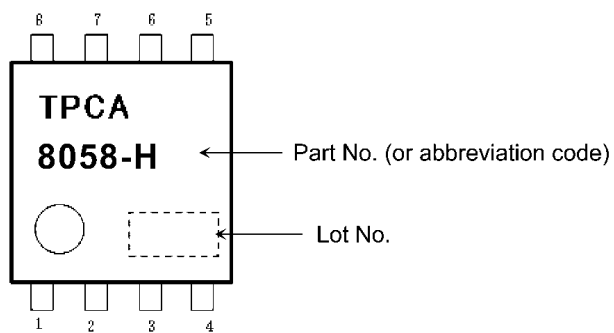 8 7 6 5
TPCA
8058-H
Part No. (or abbreviation code)
Lot No.
1 2 3 4